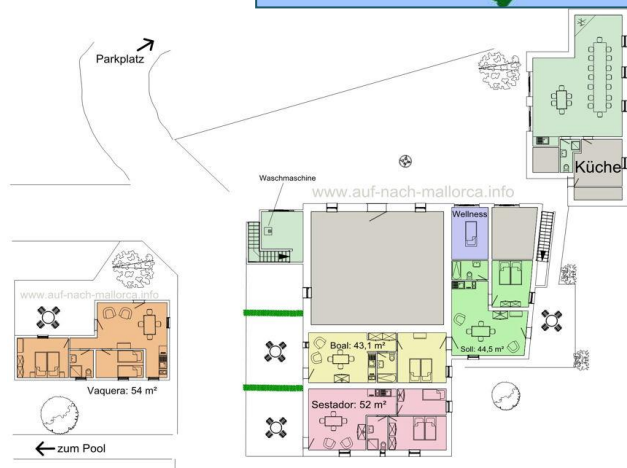 Parkplatz
Küche
Waschmaschine
www.auf-nach-mallorca.info
Wellness
www.auf-nach-mallorca.info
Boal: 43,1 m²
Soll: 44,5 m²
Vaquera: 54 m²
Sestador: 52 m²
zum Pool